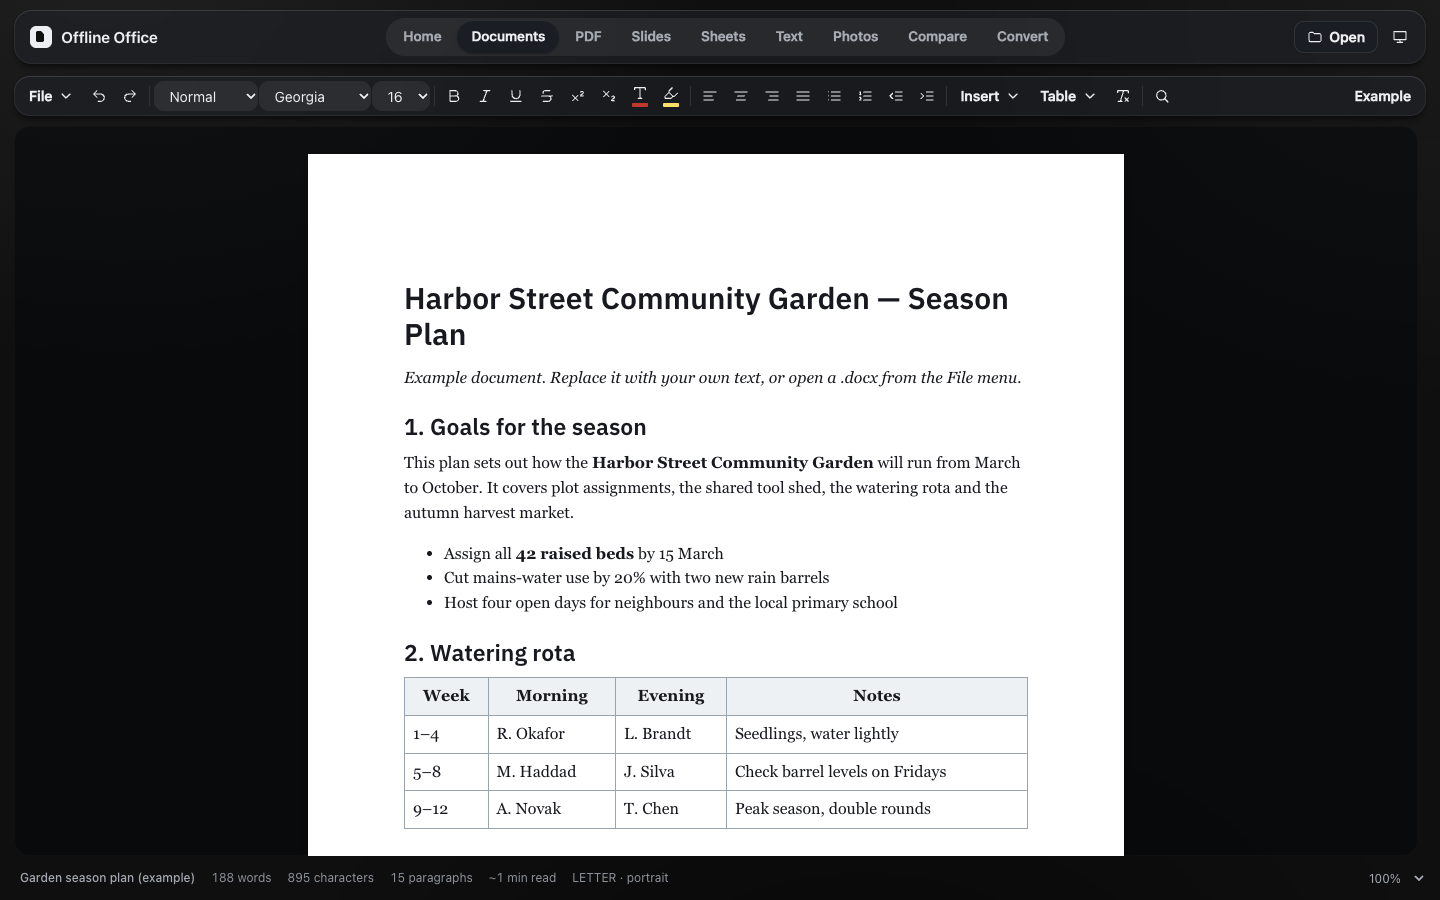 Offline Office
Home Documents PDF Slides Sheets Text Photos Compare Convert
Open
File Normal Georgia 16 B I U S x² x₂ T Insert Table Tx Example
Harbor Street Community Garden — Season
Plan
Example document. Replace it with your own text, or open a .docx from the File menu.
1. Goals for the season
This plan sets out how the Harbor Street Community Garden will run from March
to October. It covers plot assignments, the shared tool shed, the watering rota and the
autumn harvest market.
• Assign all 42 raised beds by 15 March
• Cut mains-water use by 20% with two new rain barrels
• Host four open days for neighbours and the local primary school
2. Watering rota
Week Morning Evening Notes
1–4 R. Okafor L. Brandt Seedlings, water lightly
5–8 M. Haddad J. Silva Check barrel levels on Fridays
9–12 A. Novak T. Chen Peak season, double rounds
Garden season plan (example) 188 words 895 characters 15 paragraphs ~1 min read LETTER · portrait 100%